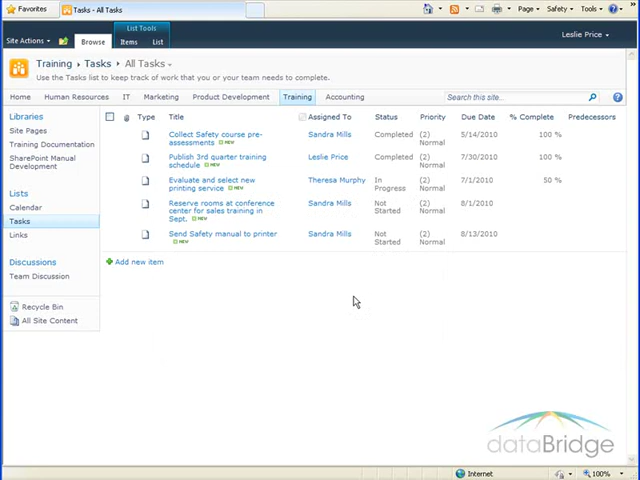 Favorites
Tasks - All Tasks
Page
Safety
Tools
List Tools
Site Actions
Browse
Items
List
Leslie Price
Training
Tasks
All Tasks
Use the Tasks list to keep track of work that you or your team needs to complete.
Home
Human Resources
IT
Marketing
Product Development
Training
Accounting
Search this site...
Libraries
Site Pages
Training Documentation
SharePoint Manual
Development
Lists
Calendar
Tasks
Links
Discussions
Team Discussion
Recycle Bin
All Site Content
Type
Title
Assigned To
Status
Priority
Due Date
% Complete
Predecessors
Collect Safety course pre-
assessments NEW
Sandra Mills
Completed
(2)
Normal
5/14/2010
100 %
Publish 3rd quarter training
schedule NEW
Leslie Price
Completed
(2)
Normal
7/30/2010
100 %
Evaluate and select new
printing service NEW
Theresa Murphy
In
Progress
(2)
Normal
7/1/2010
50 %
Reserve rooms at conference
center for sales training in
Sept. NEW
Sandra Mills
Not
Started
(2)
Normal
8/1/2010
Send Safety manual to printer
NEW
Sandra Mills
Not
Started
(2)
Normal
8/13/2010
Add new item
dataBridge
Internet
100%